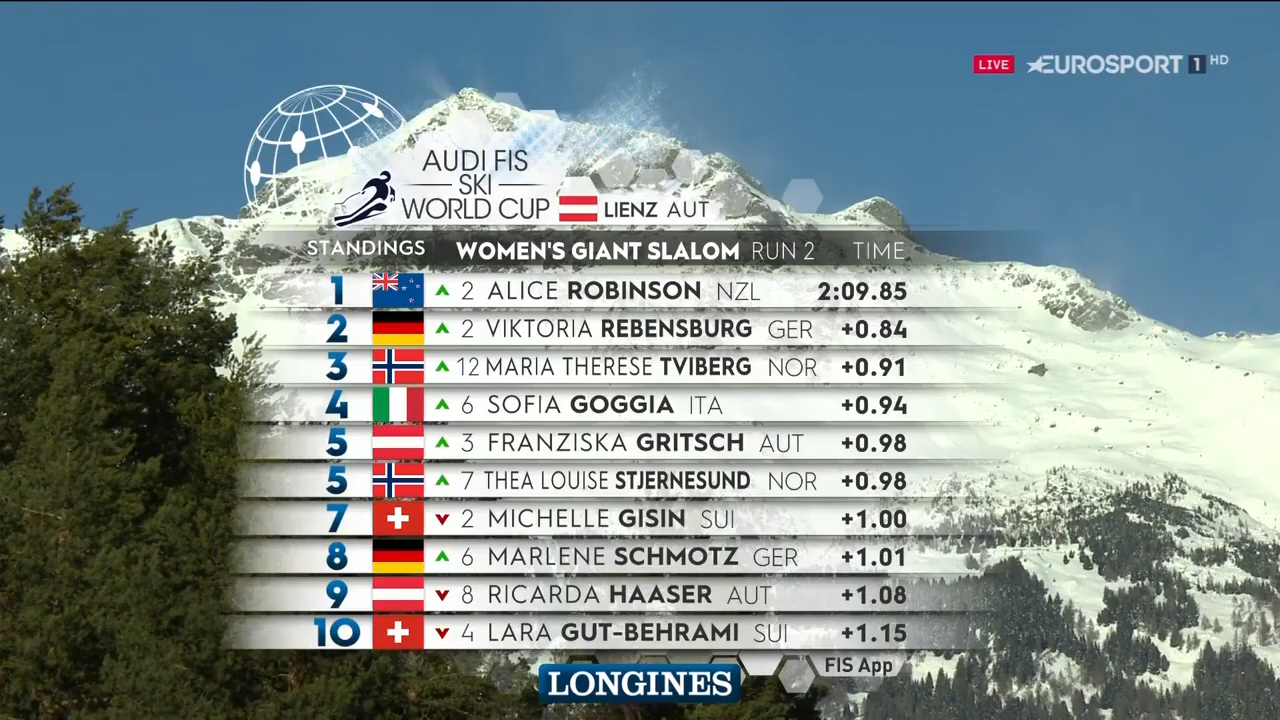 LIVE EUROSPORT 1 HD
AUDI FIS
SKI
WORLD CUP LIENZ AUT
STANDINGS WOMEN'S GIANT SLALOM RUN 2 TIME
1 2 ALICE ROBINSON NZL 2:09.85
2 2 VIKTORIA REBENSBURG GER +0.84
3 12 MARIA THERESE TVIBERG NOR +0.91
4 6 SOFIA GOGGIA ITA +0.94
5 3 FRANZISKA GRITSCH AUT +0.98
5 7 THEA LOUISE STJERNESUND NOR +0.98
7 2 MICHELLE GISIN SUI +1.00
8 6 MARLENE SCHMOTZ GER +1.01
9 8 RICARDA HAASER AUT +1.08
10 4 LARA GUT-BEHRAMI SUI +1.15
FIS App
LONGINES